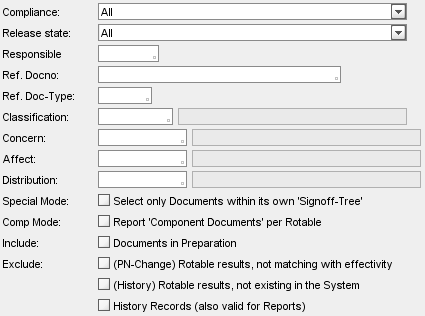 Compliance: All
Release state: All
Responsible
Ref. Docno:
Ref. Doc-Type:
Classification:
Concern:
Affect:
Distribution:
Special Mode: Select only Documents within its own 'Signoff-Tree'
Comp Mode: Report 'Component Documents' per Rotable
Include: Documents in Preparation
Exclude: (PN-Change) Rotable results, not matching with effectivity
(History) Rotable results, not existing in the System
History Records (also valid for Reports)